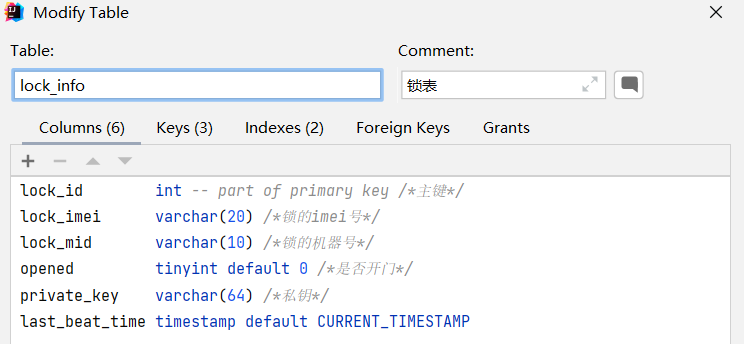 Modify Table
Table: Comment:
lock_info 锁表
Columns (6) Keys (3) Indexes (2) Foreign Keys Grants
lock_id int -- part of primary key /*主键*/
lock_imei varchar(20) /*锁的imei号*/
lock_mid varchar(10) /*锁的机器号*/
opened tinyint default 0 /*是否开门*/
private_key varchar(64) /*私钥*/
last_beat_time timestamp default CURRENT_TIMESTAMP